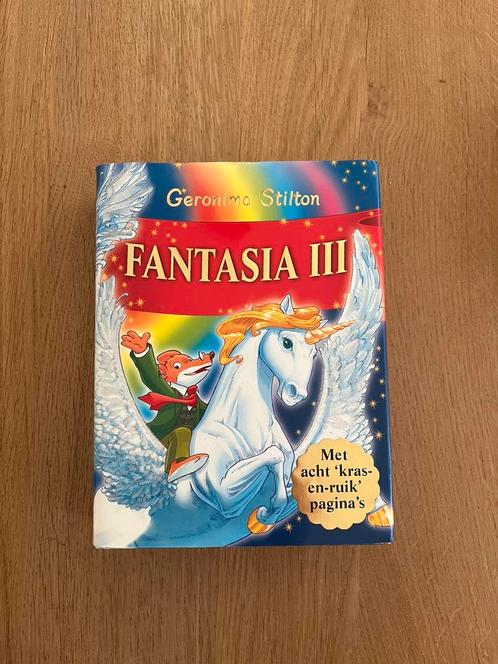 Geronimo Stilton
FANTASIA III
Met
acht ‘kras-
en-ruik’
pagina’s